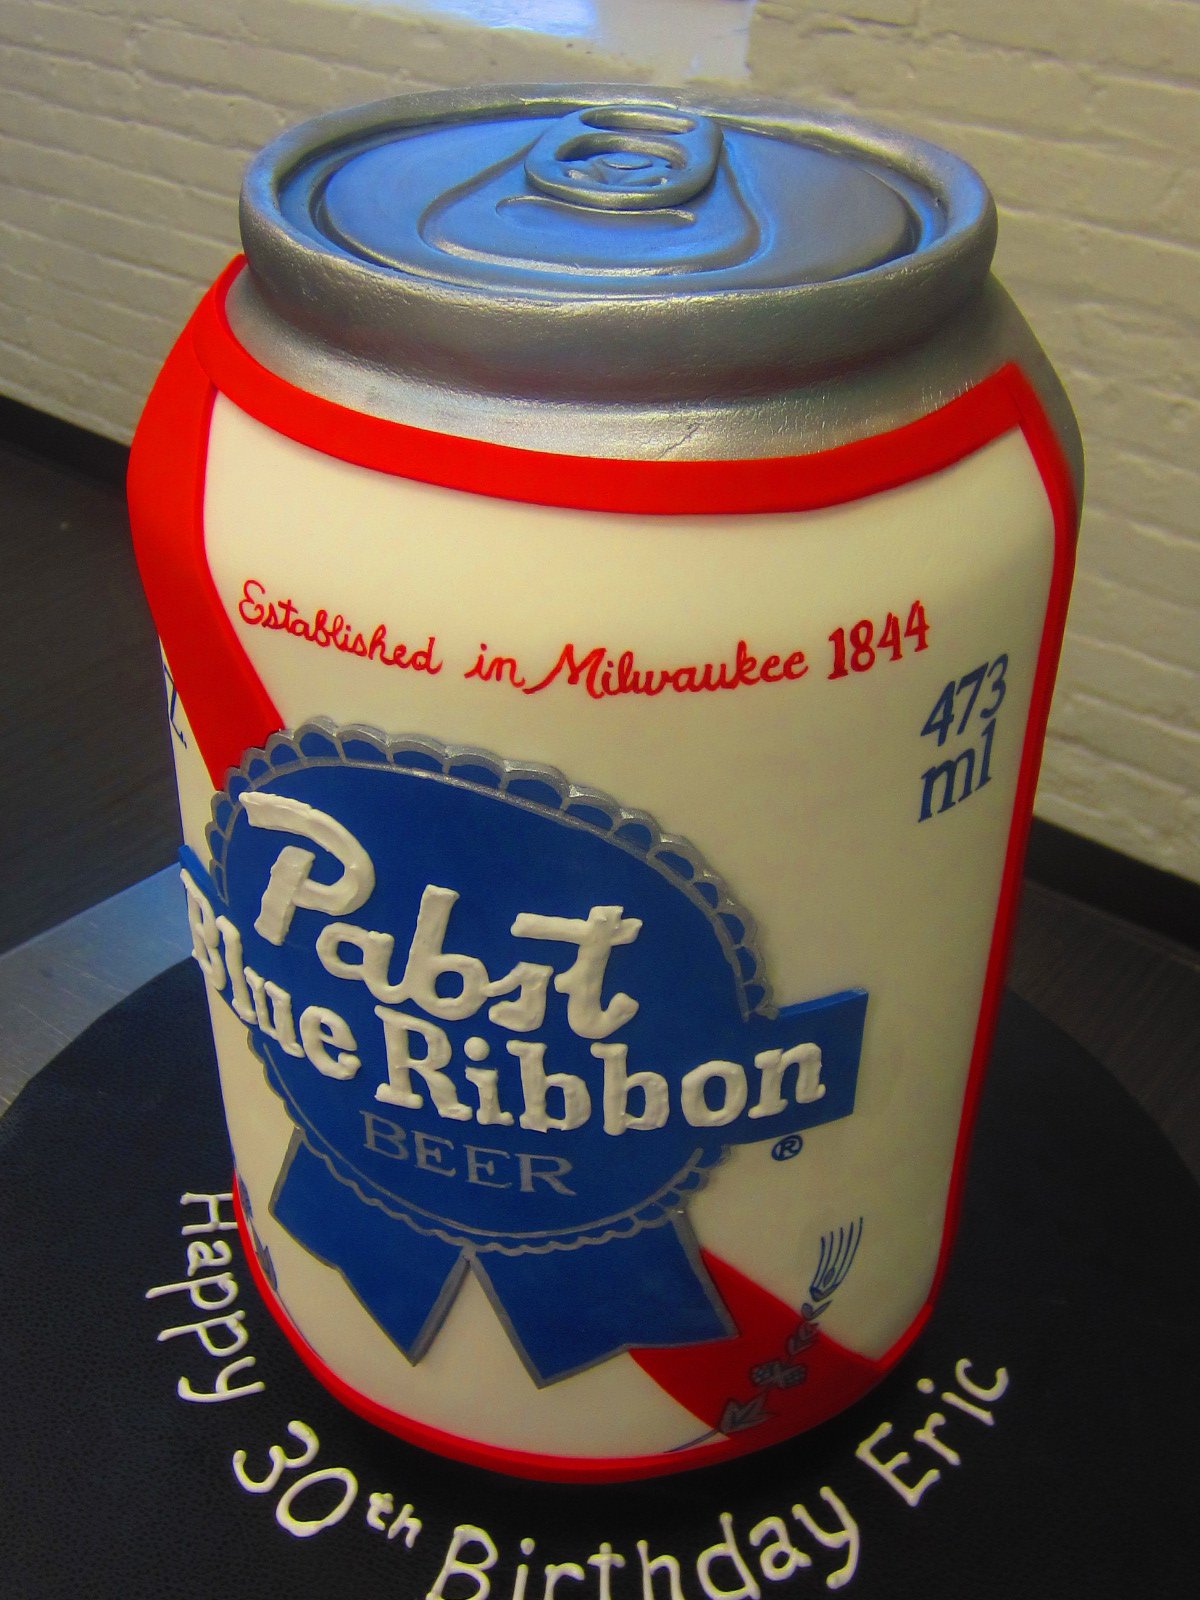 Established in Milwaukee 1844
473
ml
Pabst
Blue Ribbon
BEER
®
Happy 30th Birthday Eric